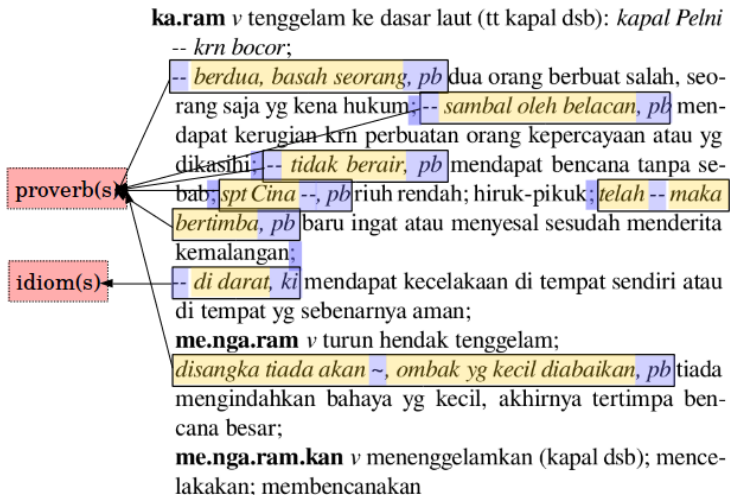 ka.ram v tenggelam ke dasar laut (tt kapal dsb): kapal Pelni
-- krn bocor;
-- berdua, basah seorang, pb dua orang berbuat salah, seo-
rang saja yg kena hukum; -- sambal oleh belacan, pb men-
dapat kerugian krn perbuatan orang kepercayaan atau yg
dikasihi; -- tidak berair, pb mendapat bencana tanpa se-
proverb(s) bab; spt Cina --, pb riuh rendah; hiruk-pikuk; telah -- maka
bertimba, pb baru ingat atau menyesal sesudah menderita
kemalangan;
idiom(s) -- di darat, ki mendapat kecelakaan di tempat sendiri atau
di tempat yg sebenarnya aman;
me.nga.ram v turun hendak tenggelam;
disangka tiada akan ~, ombak yg kecil diabaikan, pb tiada
mengindahkan bahaya yg kecil, akhirnya tertimpa ben-
cana besar;
me.nga.ram.kan v menenggelamkan (kapal dsb); mence-
lakakan; membencanakan